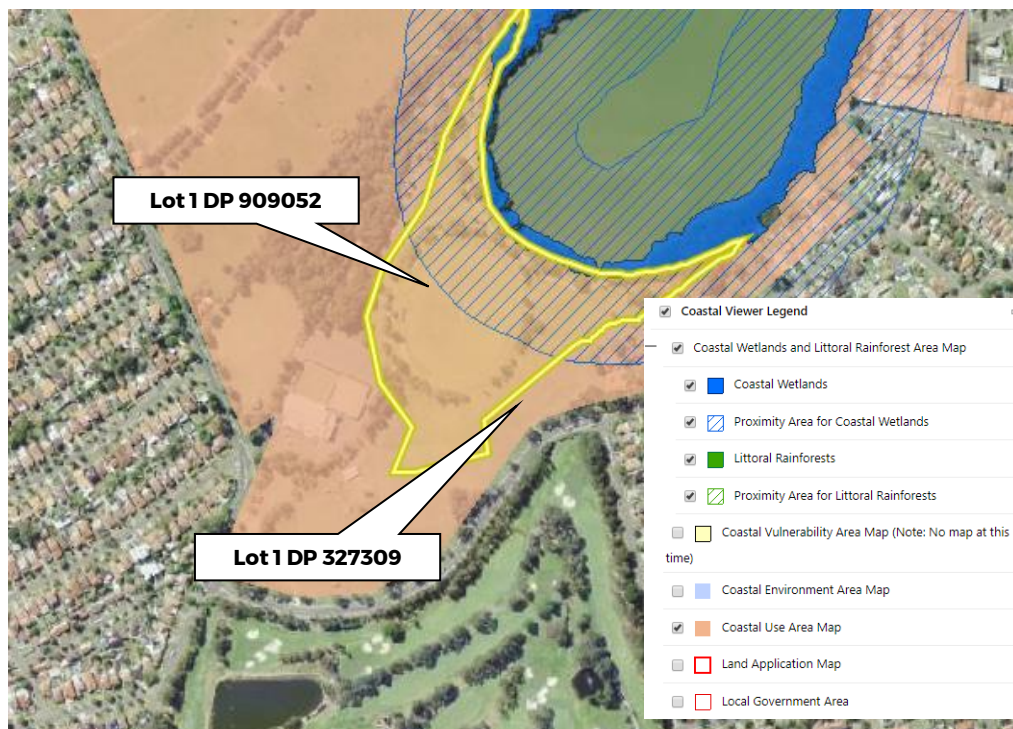 Lot 1 DP 909052
Lot 1 DP 327309
Coastal Viewer Legend
Coastal Wetlands and Littoral Rainforest Area Map
Coastal Wetlands
Proximity Area for Coastal Wetlands
Littoral Rainforests
Proximity Area for Littoral Rainforests
Coastal Vulnerability Area Map (Note: No map at this
time)
Coastal Environment Area Map
Coastal Use Area Map
Land Application Map
Local Government Area